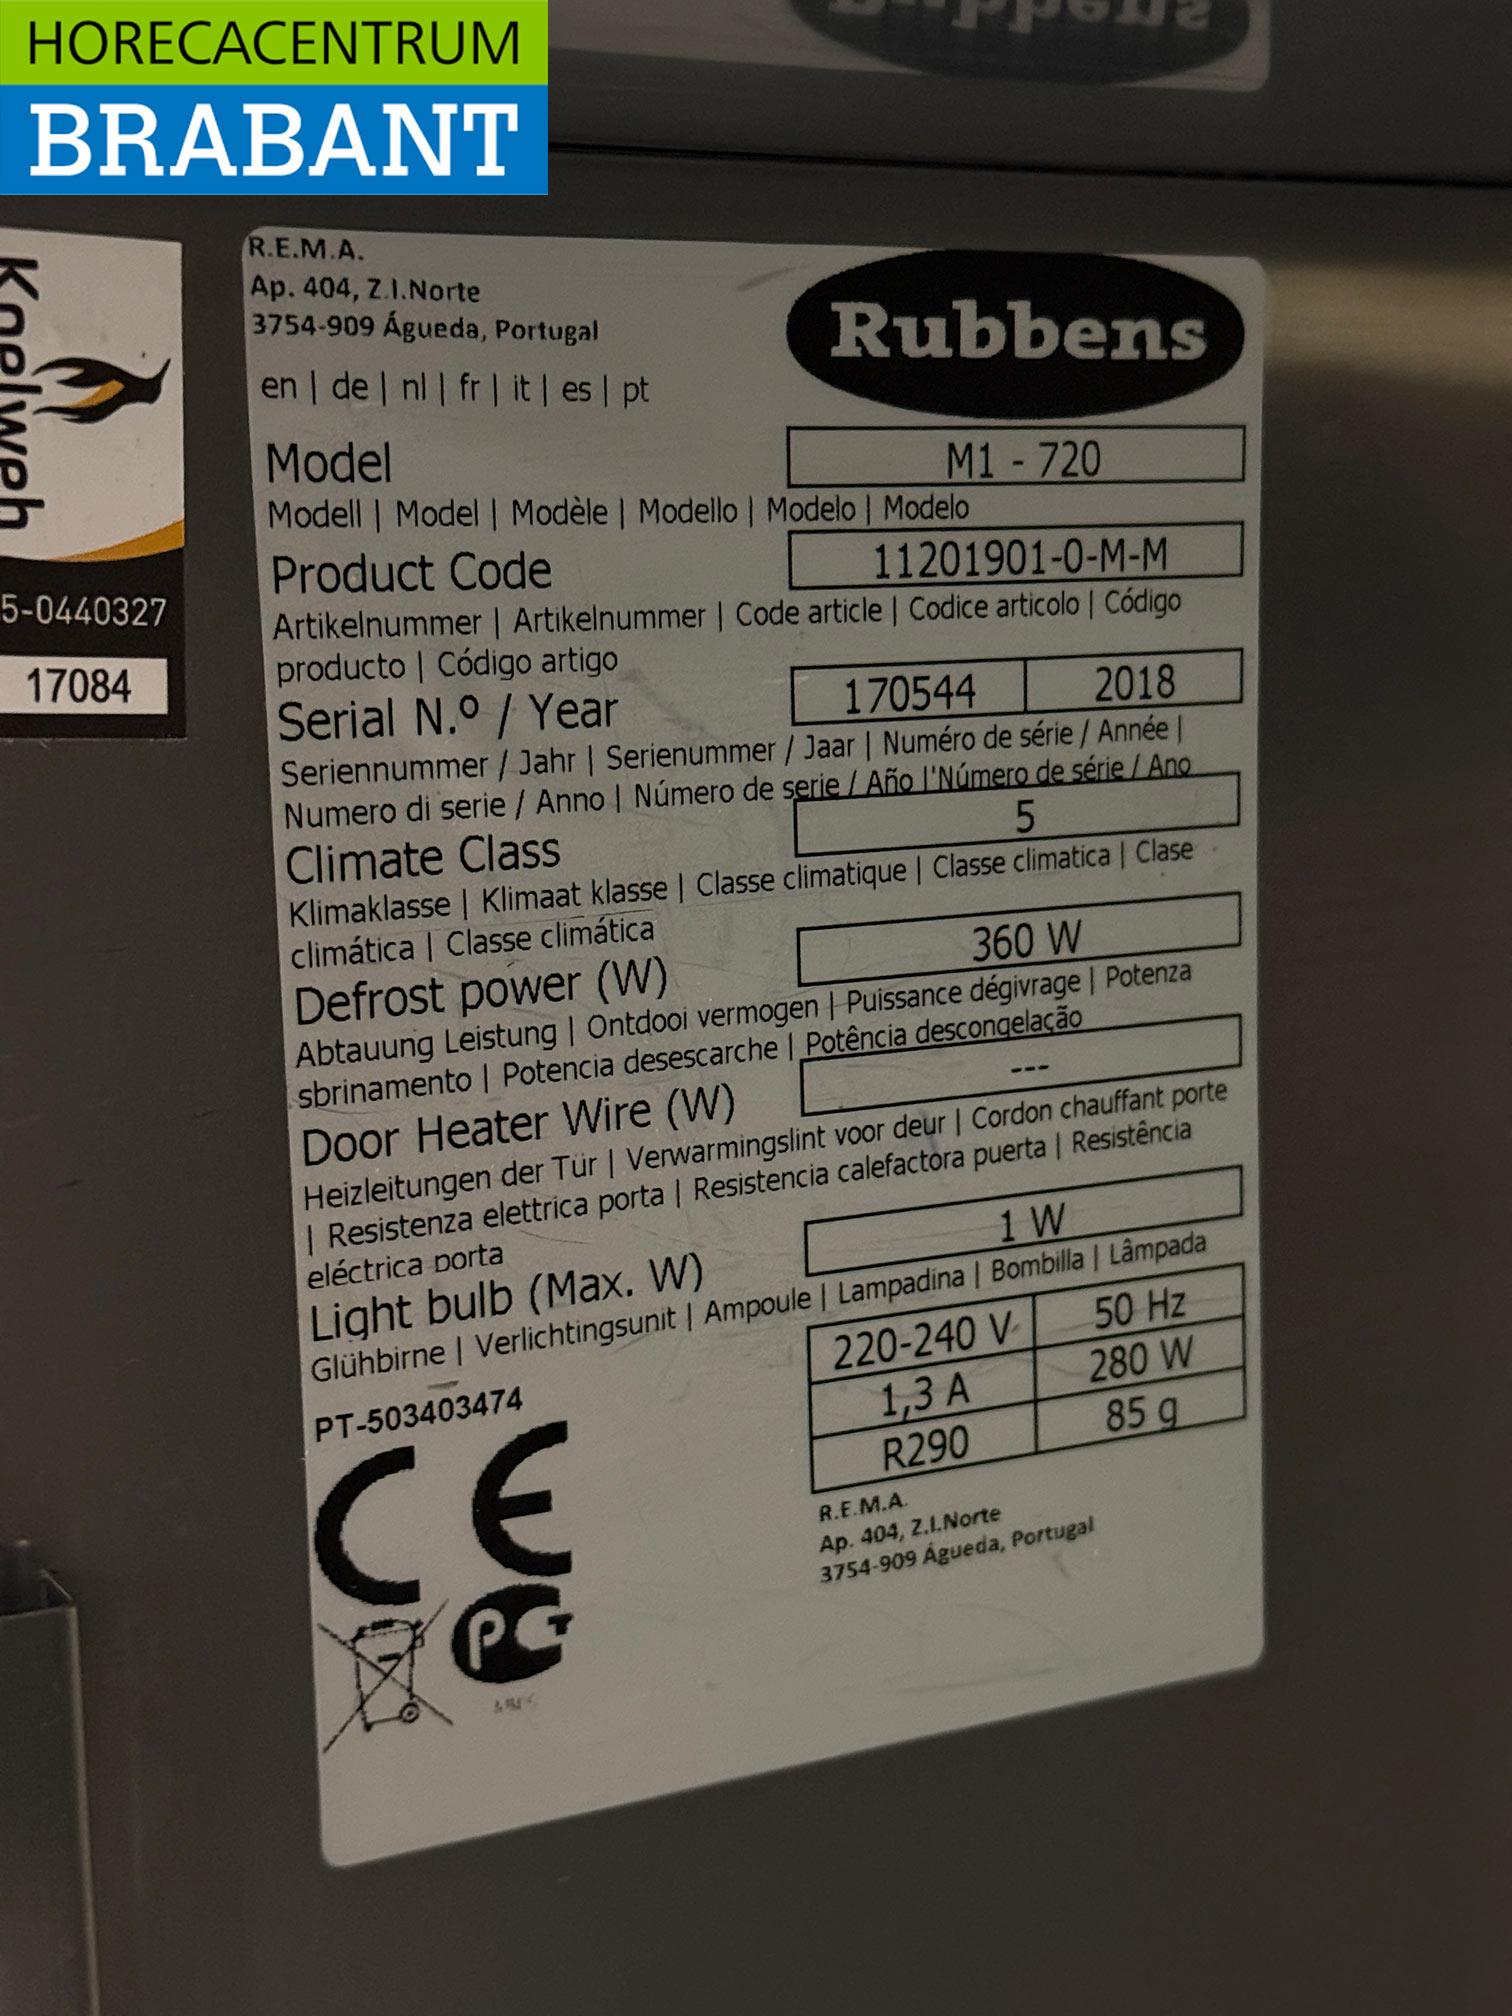 HORECACENTRUM
BRABANT
Koelweb
5-0440327
17084
R.E.M.A.
Ap. 404, Z.I.Norte
3754-909 Águeda, Portugal
Rubbens
en | de | nl | fr | it | es | pt
Model
M1 - 720
Modell | Model | Modèle | Modello | Modelo | Modelo
Product Code
11201901-0-M-M
Artikelnummer | Artikelnummer | Code article | Codice articolo | Código
producto | Código artigo
Serial N.º / Year
170544
2018
Seriennummer / Jahr | Serienummer / Jaar | Numéro de série / Année |
Numero di serie / Anno | Número de serie / Año | Número de série / Ano
Climate Class
5
Klimaklasse | Klimaat klasse | Classe climatique | Classe climatica | Clase
climática | Classe climática
Defrost power (W)
360 W
Abtauung Leistung | Ontdooi vermogen | Puissance dégivrage | Potenza
sbrinamento | Potencia desescarche | Potência descongelação
Door Heater Wire (W)
---
Heizleitungen der Tür | Verwarmingslint voor deur | Cordon chauffant porte
| Resistenza elettrica porta | Resistencia calefactora puerta | Resistência
eléctrica porta
Light bulb (Max. W)
1 W
Glühbirne | Verlichtingsunit | Ampoule | Lampadina | Bombilla | Lâmpada
220-240 V
50 Hz
1,3 A
280 W
R290
85 g
PT-503403474
CE
PCT
R.E.M.A.
Ap. 404, Z.I.Norte
3754-909 Águeda, Portugal